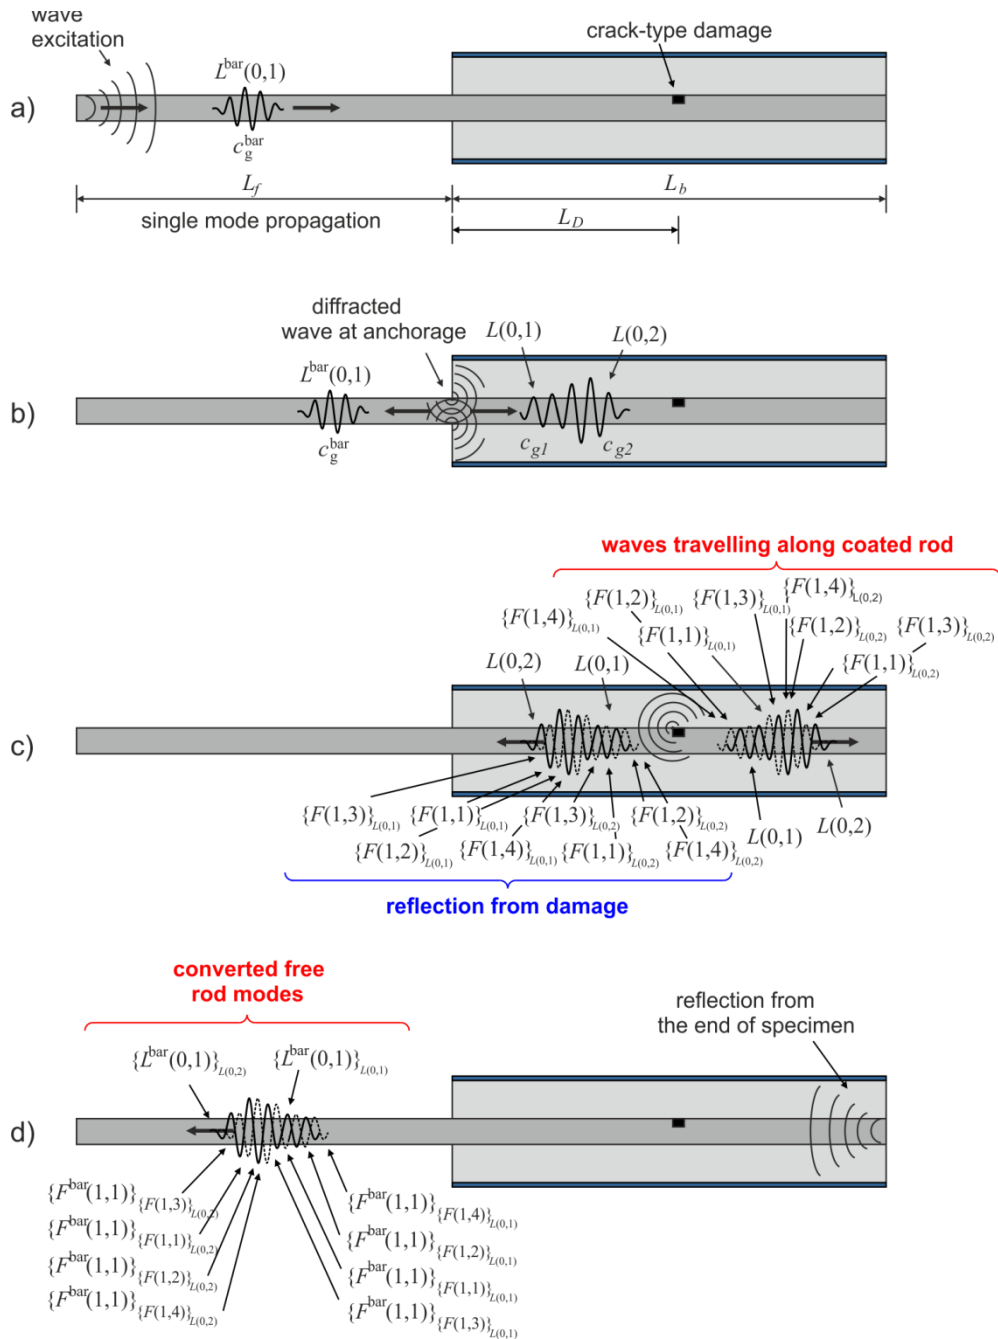 wave
excitation
crack-type damage
L^bar(0,1)
a)
c_g^bar
L_f
L_b
single mode propagation
L_D
diffracted
wave at anchorage
L(0,1)
L(0,2)
L^bar(0,1)
b)
c_g^bar
c_g1
c_g2
waves travelling along coated rod
{F(1,4)}_L(0,2)
{F(1,2)}_L(0,1)
{F(1,3)}_L(0,1)
{F(1,4)}_L(0,1)
{F(1,1)}_L(0,1)
{F(1,2)}_L(0,2)
{F(1,3)}_L(0,2)
L(0,2)
L(0,1)
{F(1,1)}_L(0,2)
c)
{F(1,3)}_L(0,1)
{F(1,1)}_L(0,1)
{F(1,3)}_L(0,2)
{F(1,2)}_L(0,2)
L(0,1)
L(0,2)
{F(1,2)}_L(0,1)
{F(1,4)}_L(0,1)
{F(1,1)}_L(0,2)
{F(1,4)}_L(0,2)
reflection from damage
converted free
rod modes
reflection from
the end of specimen
{L^bar(0,1)}_L(0,2)
{L^bar(0,1)}_L(0,1)
d)
{F^bar(1,1)}_{F(1,3)}_L(0,2)
{F^bar(1,1)}_{F(1,1)}_L(0,2)
{F^bar(1,1)}_{F(1,2)}_L(0,2)
{F^bar(1,1)}_{F(1,4)}_L(0,2)
{F^bar(1,1)}_{F(1,4)}_L(0,1)
{F^bar(1,1)}_{F(1,2)}_L(0,1)
{F^bar(1,1)}_{F(1,1)}_L(0,1)
{F^bar(1,1)}_{F(1,3)}_L(0,1)